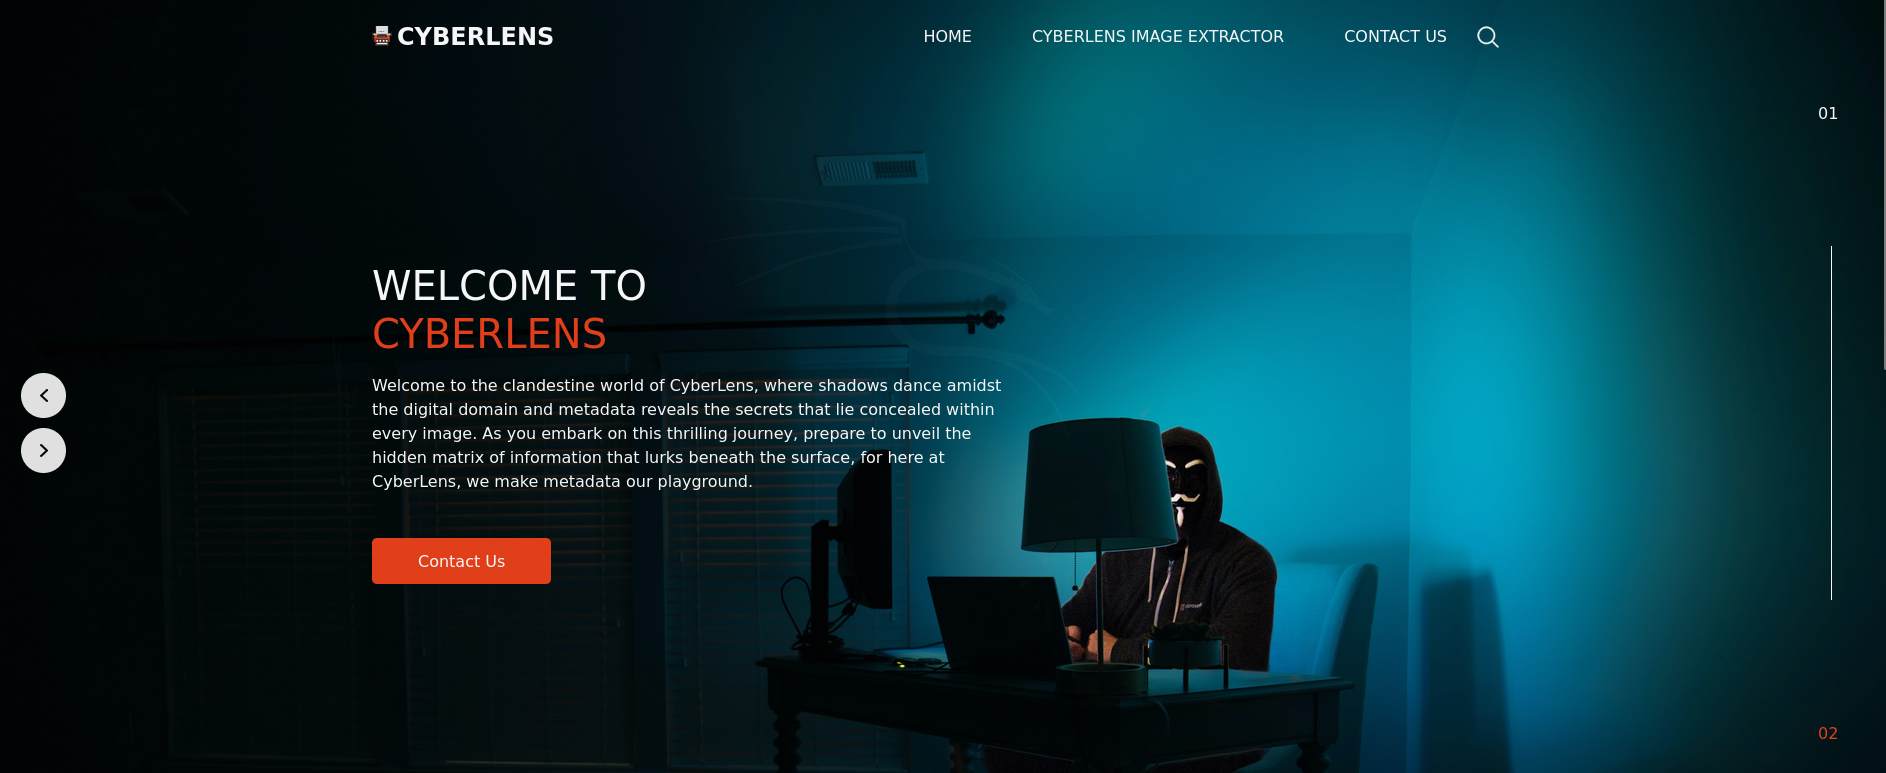 CYBERLENS
HOME
CYBERLENS IMAGE EXTRACTOR
CONTACT US
01
WELCOME TO
CYBERLENS
Welcome to the clandestine world of CyberLens, where shadows dance amidst
the digital domain and metadata reveals the secrets that lie concealed within
every image. As you embark on this thrilling journey, prepare to unveil the
hidden matrix of information that lurks beneath the surface, for here at
CyberLens, we make metadata our playground.
Contact Us
02